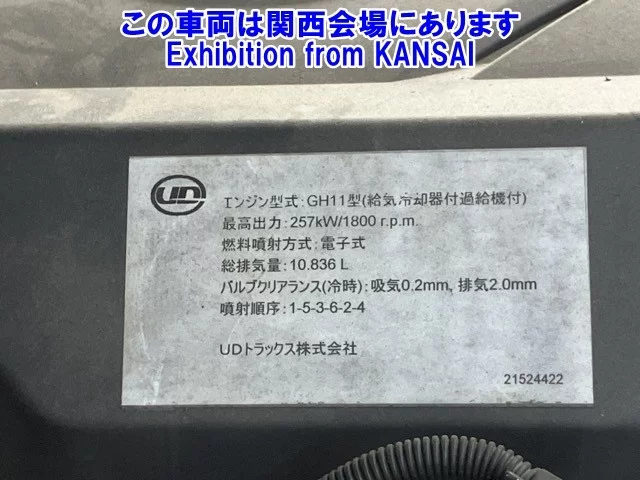 この車両は関西会場にあります
Exhibition from KANSAI
UD
エンジン型式:GH11型(給気冷却器付過給機付)
最高出力:257kW/1800 r.p.m.
燃料噴射方式:電子式
総排気量:10.836 L
バルブクリアランス(冷時):吸気0.2mm, 排気2.0mm
噴射順序:1-5-3-6-2-4
UDトラックス株式会社
21524422